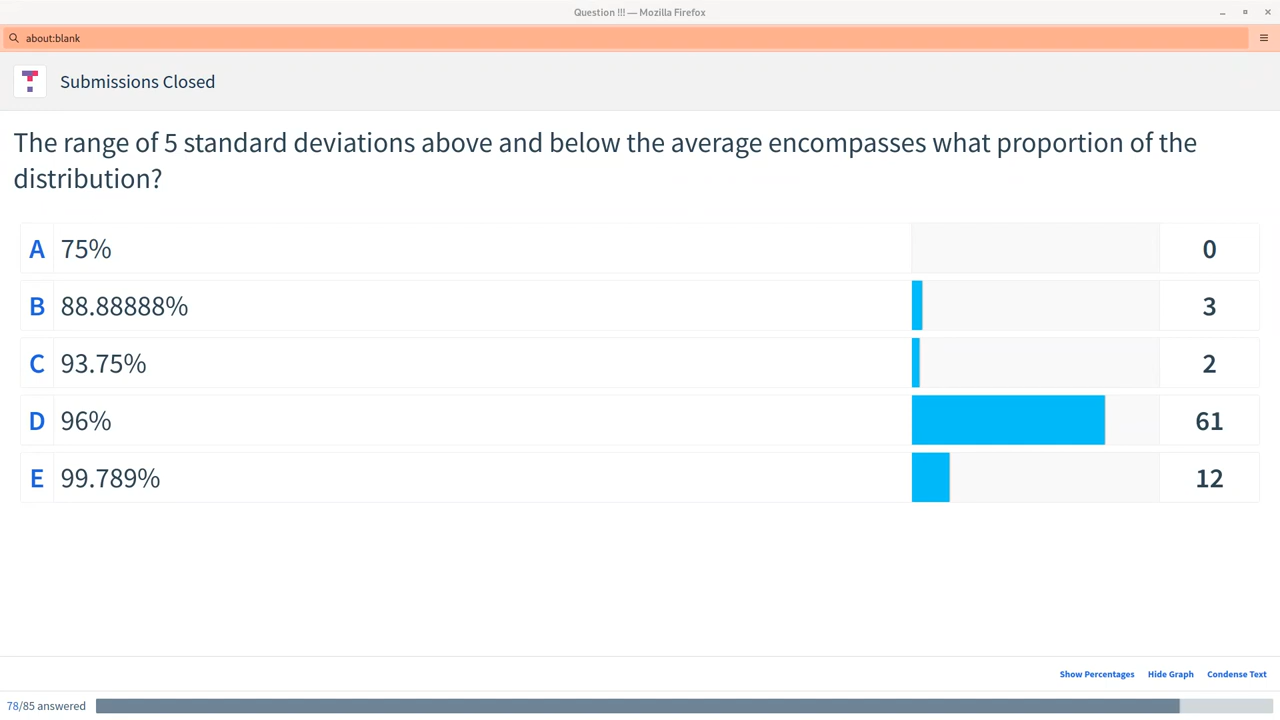 Question !!! — Mozilla Firefox
about:blank
Submissions Closed
The range of 5 standard deviations above and below the average encompasses what proportion of the
distribution?
A 75% 0
B 88.88888% 3
C 93.75% 2
D 96% 61
E 99.789% 12
Show Percentages Hide Graph Condense Text
78/85 answered